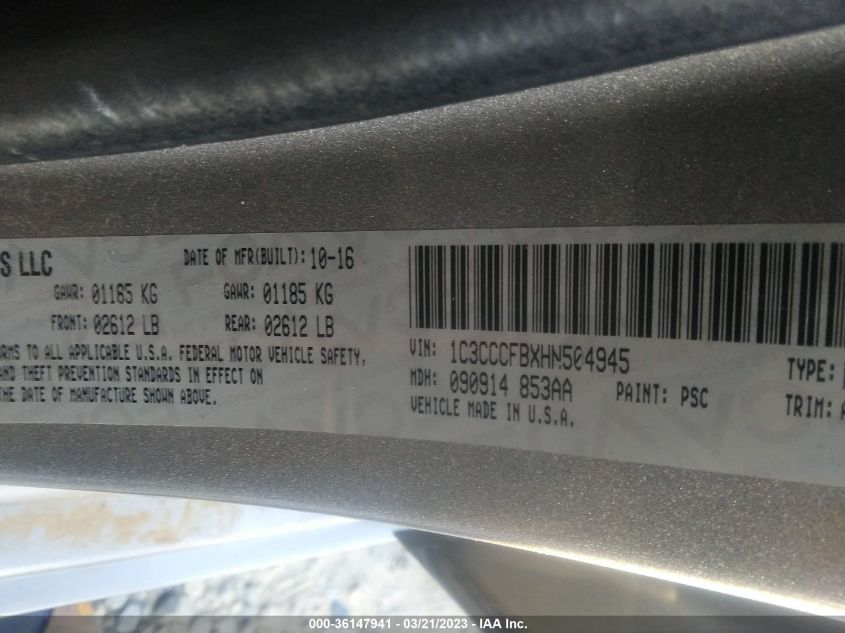 S LLC
DATE OF MFR(BUILT): 10-16
GAWR: 01185 KG
GAWR: 01185 KG
FRONT: 02612 LB
REAR: 02612 LB
ORMS TO ALL APPLICABLE U.S.A. FEDERAL MOTOR VEHICLE SAFETY,
AND THEFT PREVENTION STANDARDS IN EFFECT ON
THE DATE OF MANUFACTURE SHOWN ABOVE.
VIN: 1C3CCCFBXHN504945
TYPE:
MDH: 090914 853AA
PAINT: PSC
TRIM:
VEHICLE MADE IN U.S.A.
000-36147941 - 03/21/2023 - © IAA, Inc.